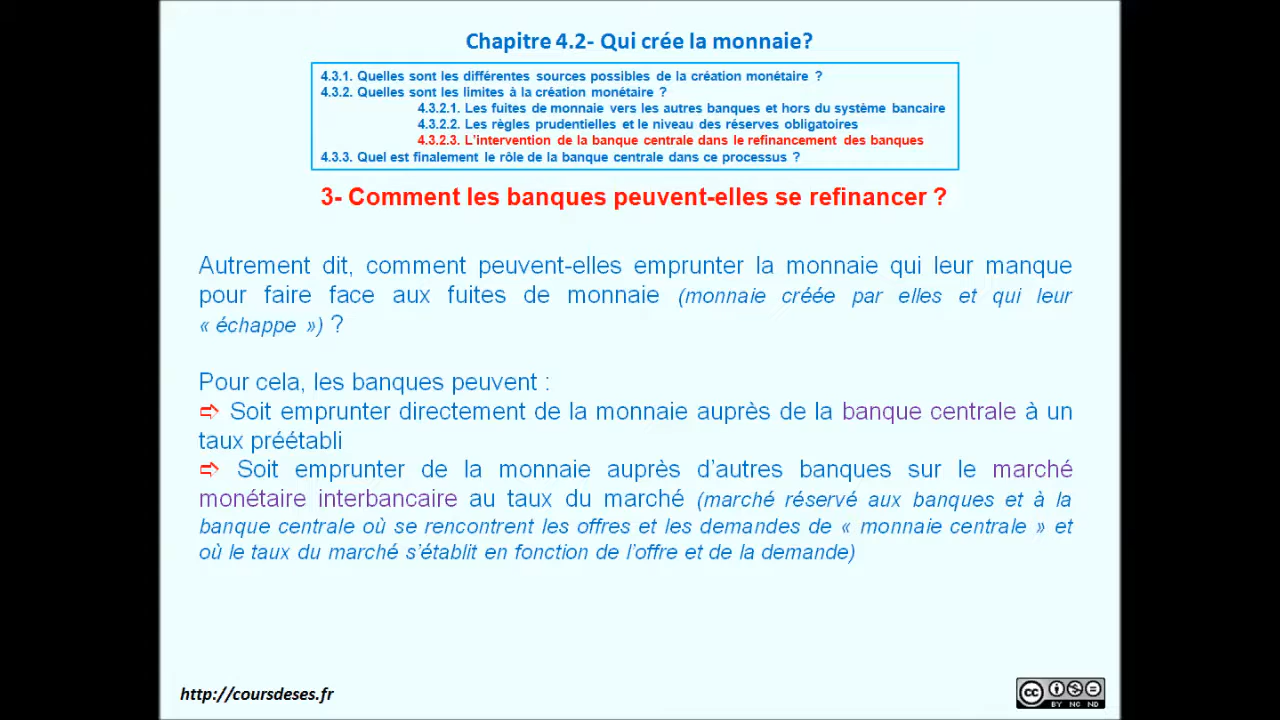 Chapitre 4.2- Qui crée la monnaie?
4.3.1. Quelles sont les différentes sources possibles de la création monétaire ?
4.3.2. Quelles sont les limites à la création monétaire ?
4.3.2.1. Les fuites de monnaie vers les autres banques et hors du système bancaire
4.3.2.2. Les règles prudentielles et le niveau des réserves obligatoires
4.3.2.3. L’intervention de la banque centrale dans le refinancement des banques
4.3.3. Quel est finalement le rôle de la banque centrale dans ce processus ?
3- Comment les banques peuvent-elles se refinancer ?
Autrement dit, comment peuvent-elles emprunter la monnaie qui leur manque
pour faire face aux fuites de monnaie (monnaie créée par elles et qui leur
« échappe ») ?
Pour cela, les banques peuvent :
⇨ Soit emprunter directement de la monnaie auprès de la banque centrale à un
taux préétabli
⇨ Soit emprunter de la monnaie auprès d’autres banques sur le marché
monétaire interbancaire au taux du marché (marché réservé aux banques et à la
banque centrale où se rencontrent les offres et les demandes de « monnaie centrale » et
où le taux du marché s’établit en fonction de l’offre et de la demande)
http://coursdeses.fr
cc
BY NC ND